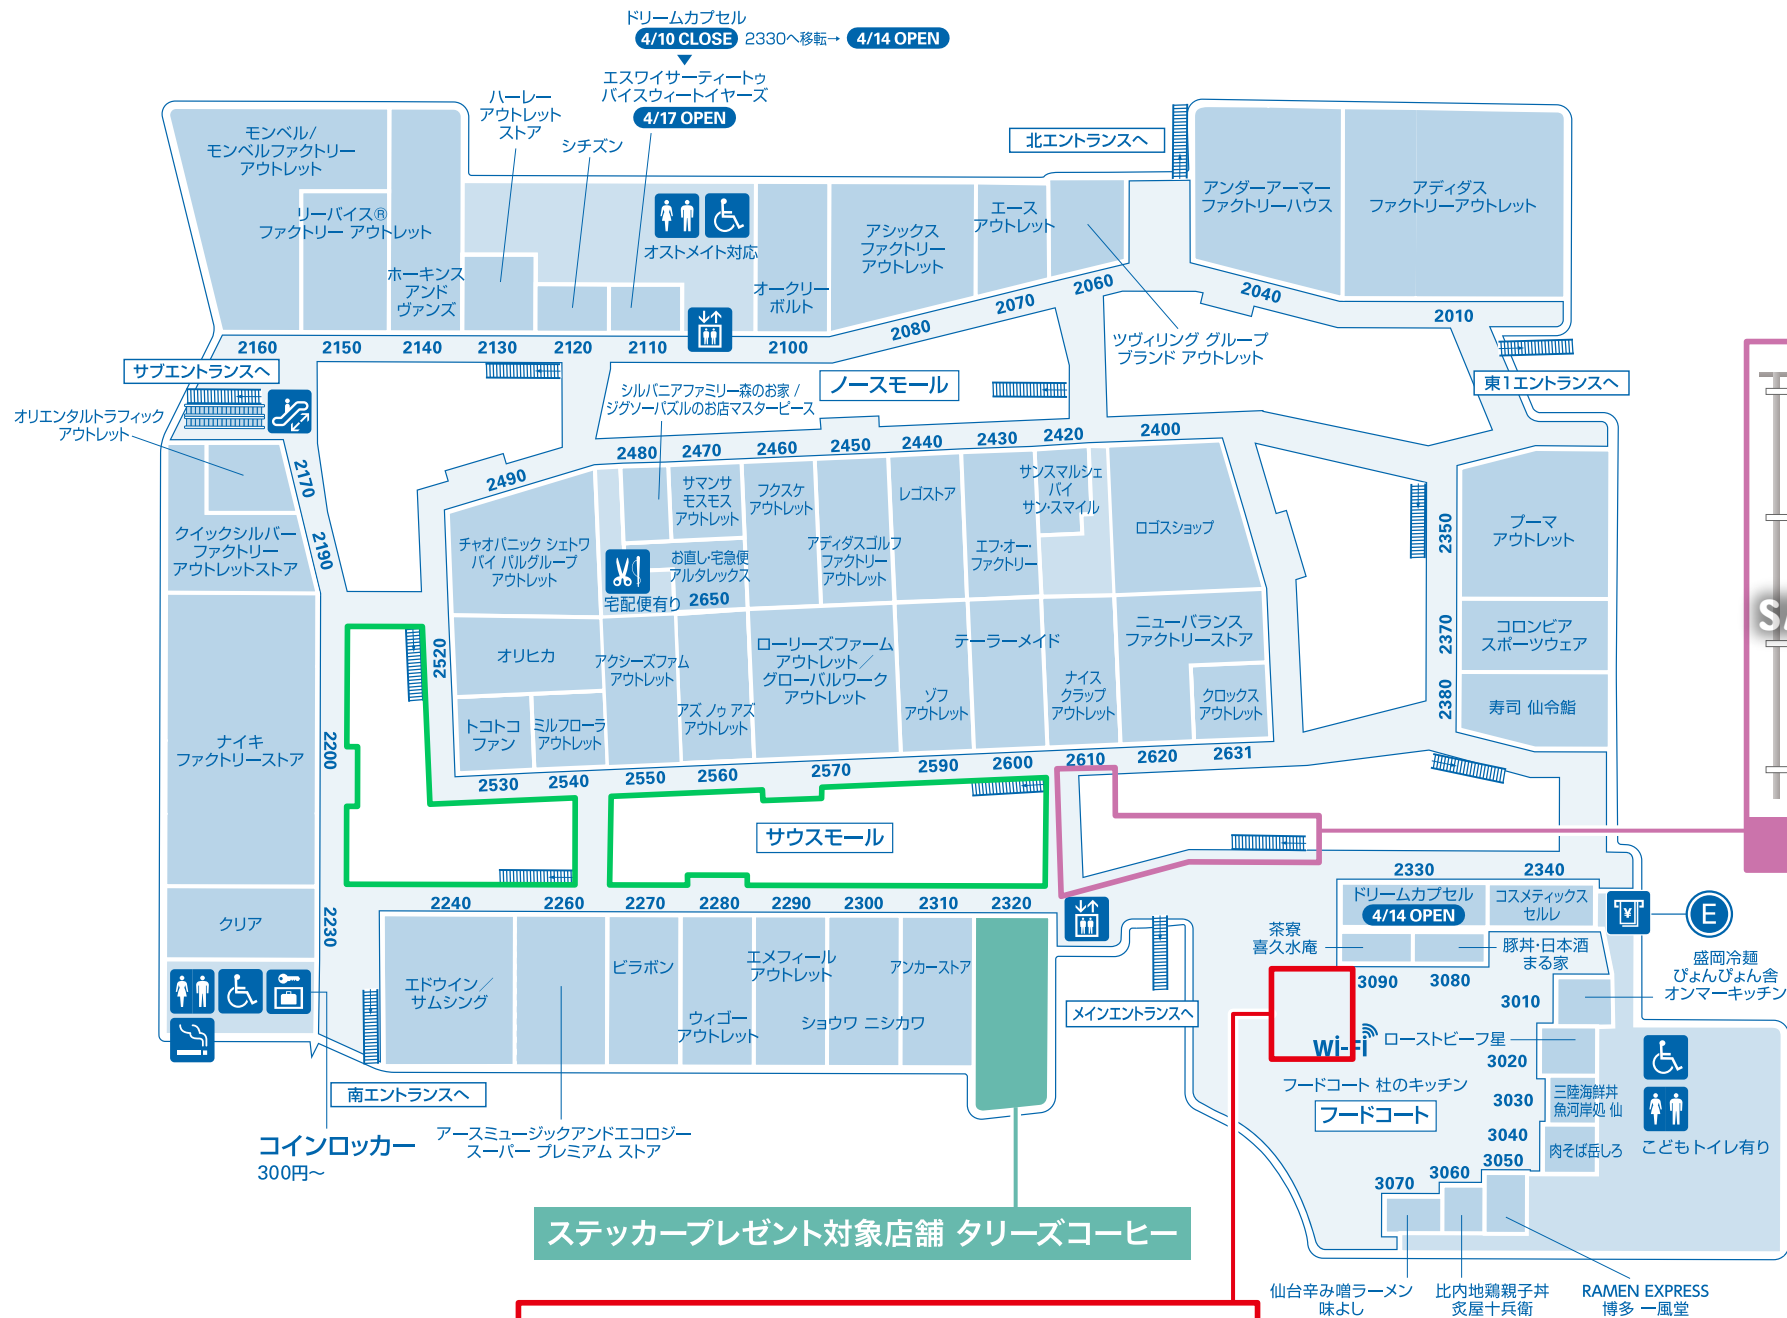 ドリームカプセル
4/10 CLOSE 2330へ移転→ 4/14 OPEN
エスワイサーティートゥ
バイスウィートイヤーズ
4/17 OPEN
ハーレー
アウトレット
ストア
シチズン
モンベル/
モンベルファクトリー
アウトレット
リーバイス®
ファクトリー アウトレット
ホーキンス
アンド
ヴァンズ
オストメイト対応
オークリー
ボルト
アシックス
ファクトリー
アウトレット
エース
アウトレット
北エントランスへ
アンダーアーマー
ファクトリーハウス
アディダス
ファクトリーアウトレット
2160
2150
2140
2130
2120
2110
2100
2080
2070
2060
2040
2010
ツヴィリング グループ
ブランド アウトレット
サブエントランスへ
ノースモール
東1エントランスへ
オリエンタルトラフィック
アウトレット
シルバニアファミリー森のお家 /
ジグソーパズルのお店マスターピース
2170
2190
2490
2480
2470
2460
2450
2440
2430
2420
2400
クイックシルバー
ファクトリー
アウトレットストア
チャオパニック シェトワ
バイ パルグループ
アウトレット
サマンサ
モスモス
アウトレット
フクスケ
アウトレット
アディダスゴルフ
ファクトリー
アウトレット
レゴストア
エフ・オー・
ファクトリー
サンスマルシェ
バイ
サン・スマイル
ロゴスショップ
2350
プーマ
アウトレット
お直し・宅急便
アルタレックス
宅配便有り
2650
2520
オリヒカ
アクシーズファム
アウトレット
アズ ノゥ アズ
アウトレット
ローリーズファーム
アウトレット／
グローバルワーク
アウトレット
ゾフ
アウトレット
テーラーメイド
ナイス
クラップ
アウトレット
ニューバランス
ファクトリーストア
クロックス
アウトレット
2370
コロンビア
スポーツウェア
2380
寿司 仙令鮨
トコトコ
ファン
ミルフローラ
アウトレット
ナイキ
ファクトリーストア
2200
2530
2540
2550
2560
2570
2590
2600
2610
2620
2631
サウスモール
クリア
2230
2240
2260
2270
2280
2290
2300
2310
2320
エドウイン／
サムシング
ビラボン
ウィゴー
アウトレット
エメフィール
アウトレット
ショウワ ニシカワ
アンカーストア
メインエントランスへ
南エントランスへ
コインロッカー
300円～
アースミュージックアンドエコロジー
スーパー プレミアム ストア
ステッカープレゼント対象店舗 タリーズコーヒー
2330
2340
ドリームカプセル
4/14 OPEN
コスメティックス
セルレ
¥
E
茶寮
喜久水庵
豚丼・日本酒
まる家
盛岡冷麺
ぴょんぴょん舎
オンマーキッチン
3090
3080
3010
Wi-Fi
ローストビーフ星
3020
フードコート 杜のキッチン
フードコート
3030
三陸海鮮丼
魚河岸処 仙
3040
肉そば岳しろ
こどもトイレ有り
3050
3060
3070
仙台辛み噌ラーメン
味よし
比内地鶏親子丼
炙屋十兵衛
RAMEN EXPRESS
博多 一風堂